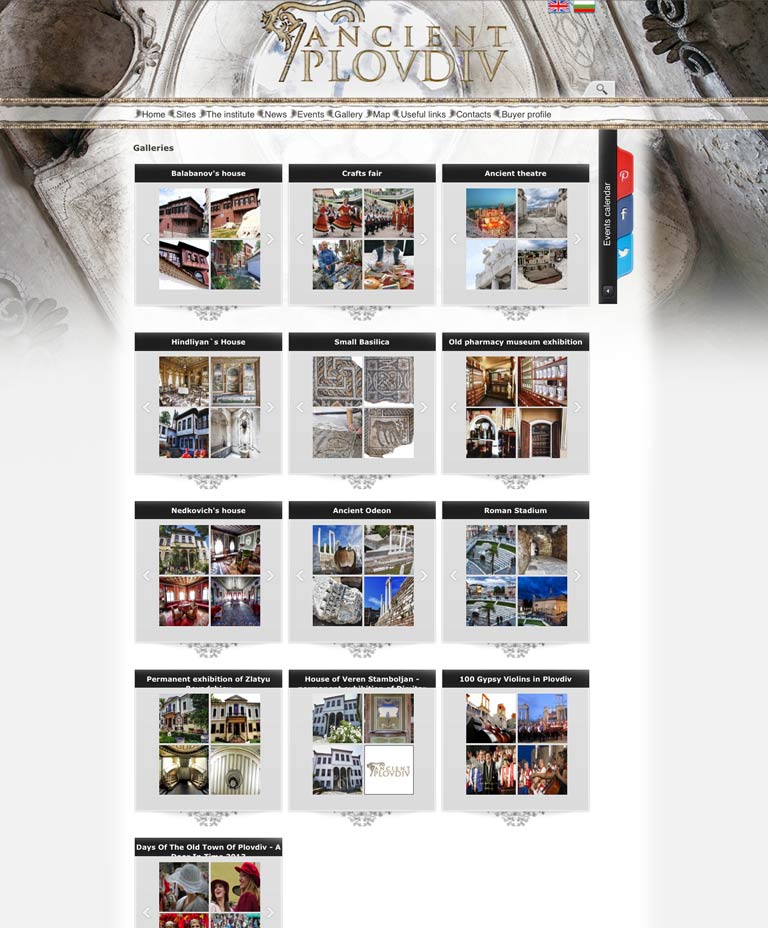 ANCIENT
PLOVDIV
Home Sites The institute News Events Gallery Map Useful links Contacts Buyer profile
Galleries
Events calendar
Balabanov's house
Crafts fair
Ancient theatre
Hindliyan`s House
Small Basilica
Old pharmacy museum exhibition
Nedkovich's house
Ancient Odeon
Roman Stadium
Permanent exhibition of Zlatyu
House of Veren Stamboljan -
100 Gypsy Violins in Plovdiv
ANCIENT
PLOVDIV
Days Of The Old Town Of Plovdiv - A